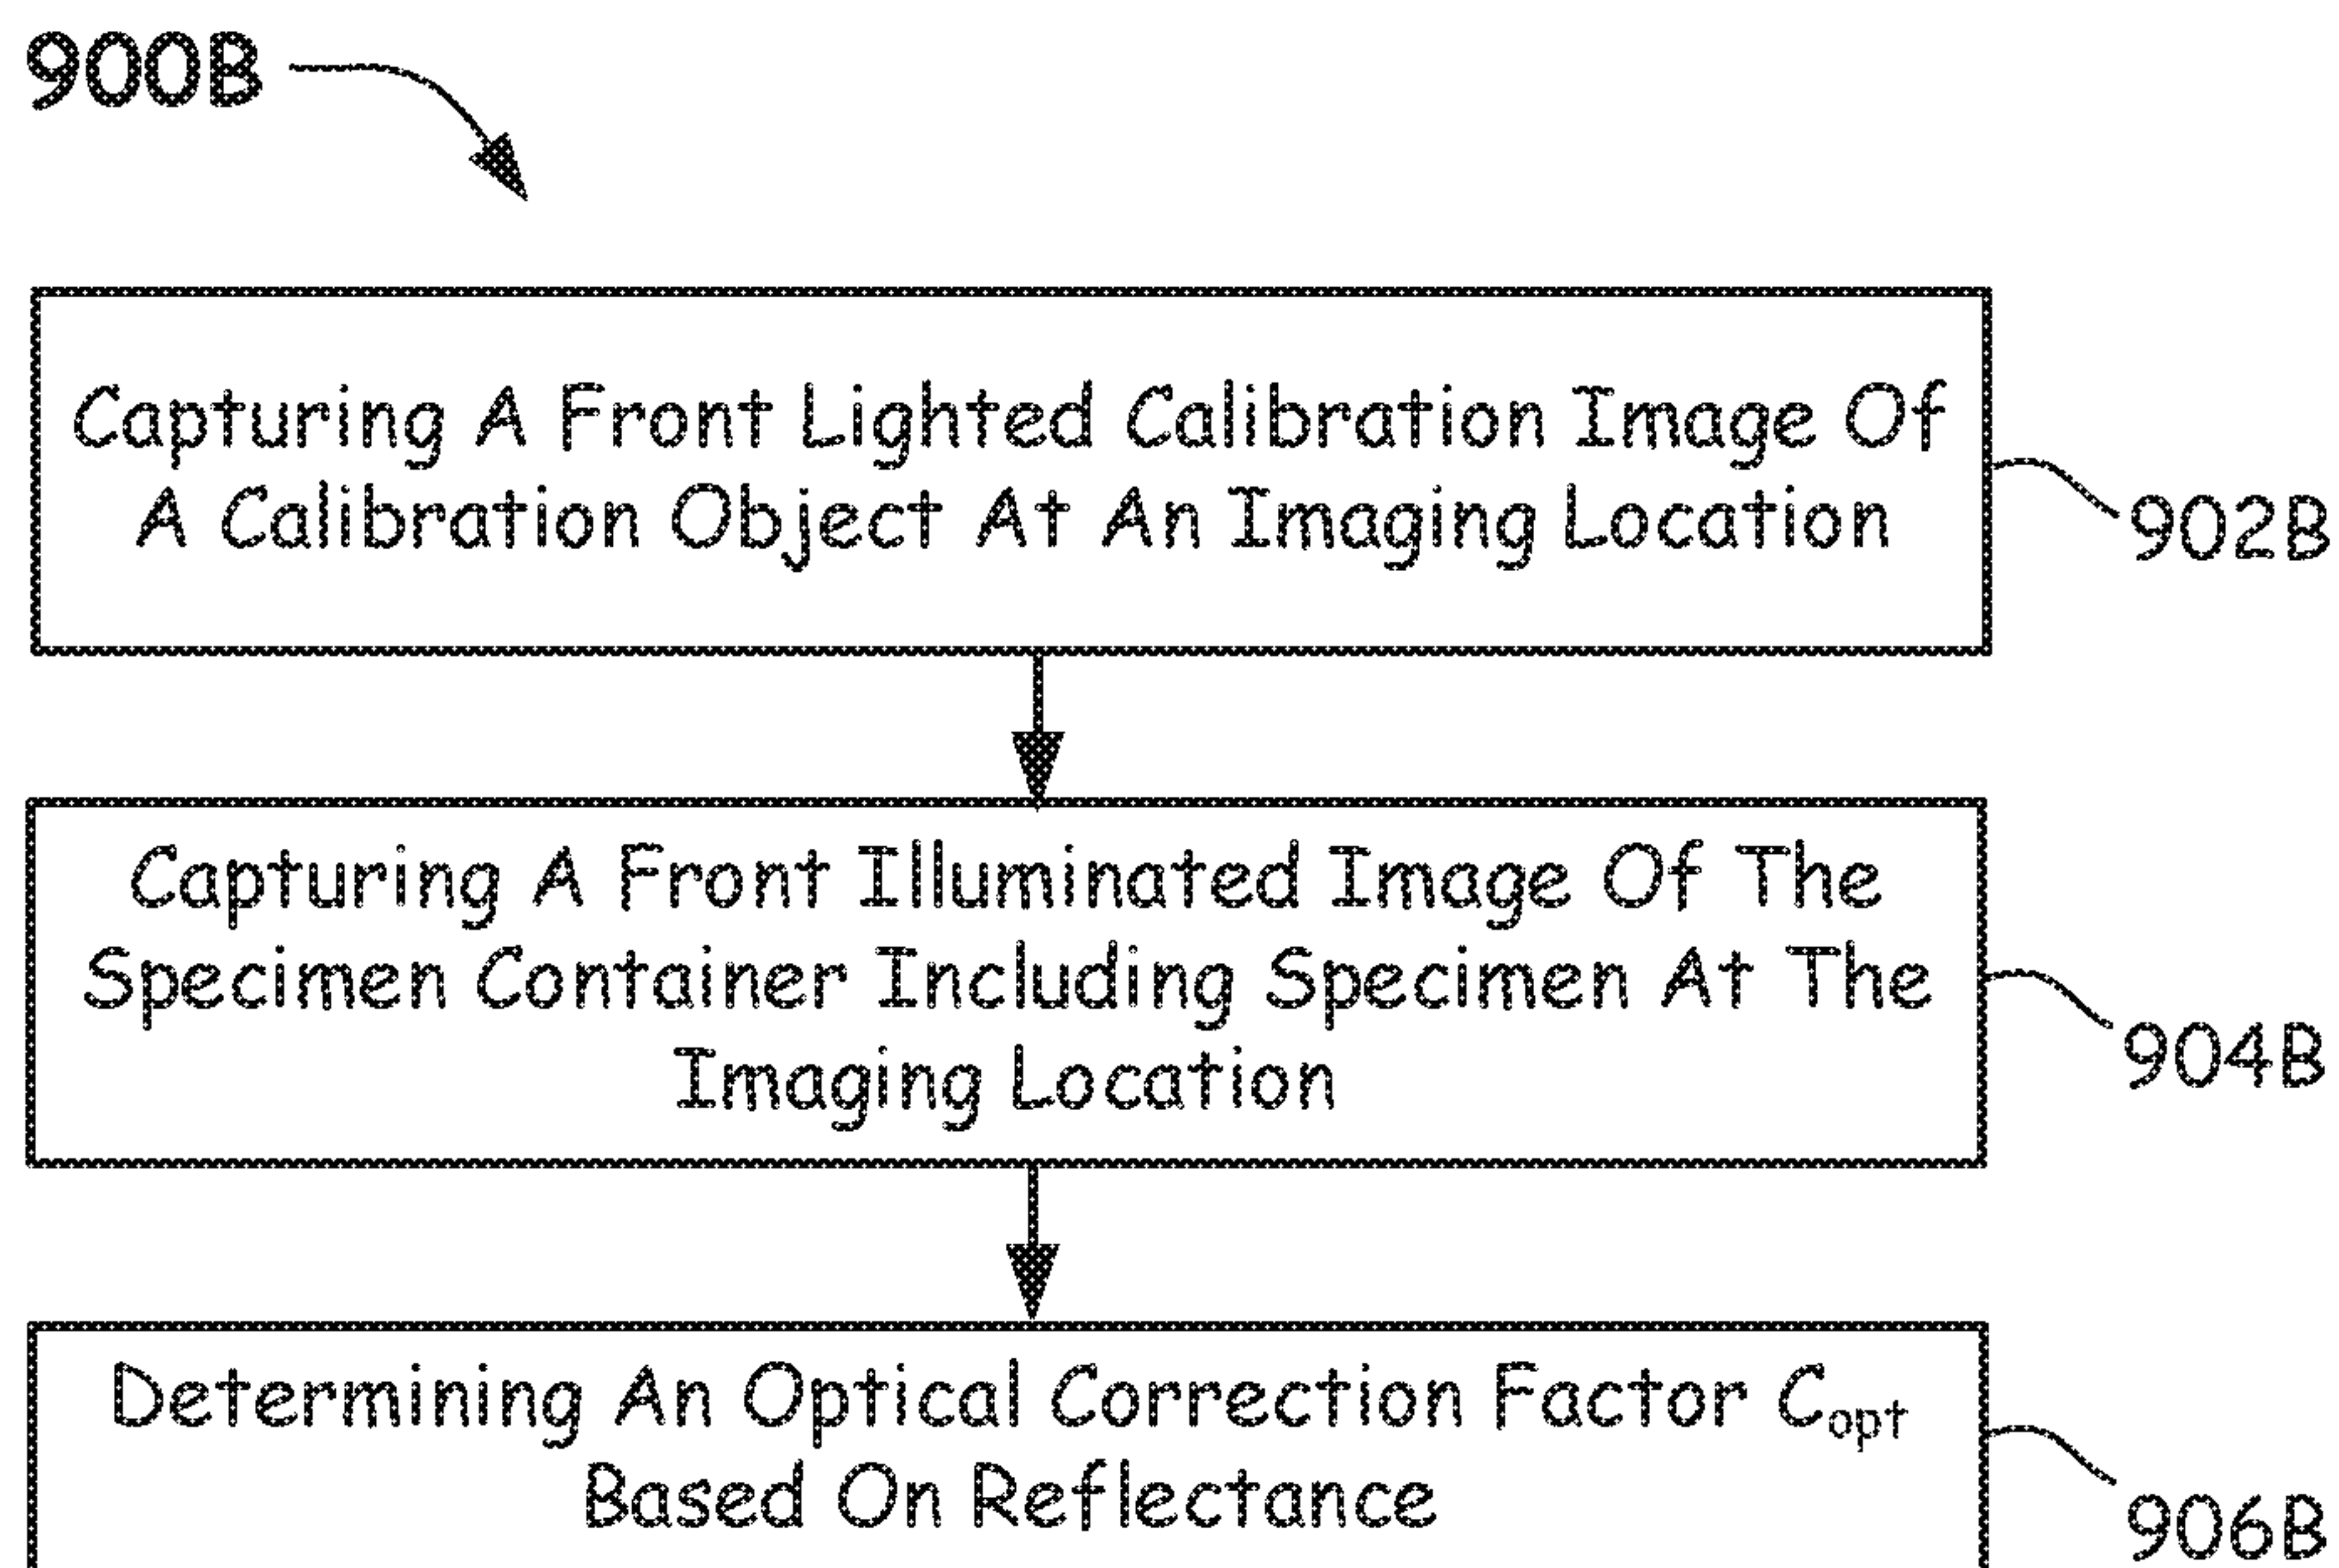 900B
Capturing A Front Lighted Calibration Image Of
A Calibration Object At An Imaging Location
902B
Capturing A Front Illuminated Image Of The
Specimen Container Including Specimen At The
Imaging Location
904B
Determining An Optical Correction Factor Copt
Based On Reflectance
906B